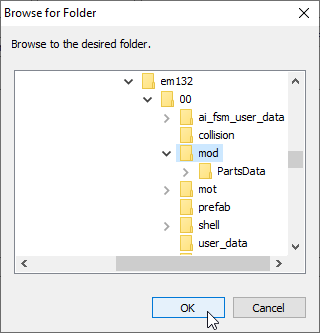 Browse for Folder
Browse to the desired folder.
em132
00
ai_fsm_user_data
collision
mod
PartsData
mot
prefab
shell
user_data
OK
Cancel